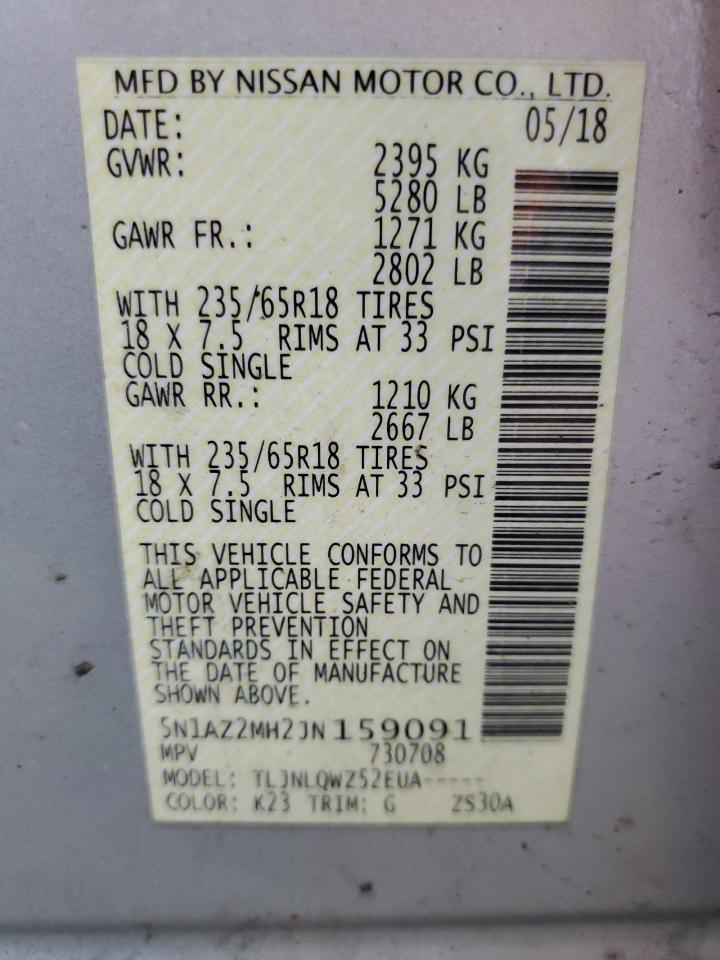 MFD BY NISSAN MOTOR CO., LTD.
DATE: 05/18
GVWR: 2395 KG
5280 LB
GAWR FR.: 1271 KG
2802 LB
WITH 235/65R18 TIRES
18 X 7.5 RIMS AT 33 PSI
COLD SINGLE
GAWR RR.: 1210 KG
2667 LB
WITH 235/65R18 TIRES
18 X 7.5 RIMS AT 33 PSI
COLD SINGLE
THIS VEHICLE CONFORMS TO
ALL APPLICABLE FEDERAL
MOTOR VEHICLE SAFETY AND
THEFT PREVENTION
STANDARDS IN EFFECT ON
THE DATE OF MANUFACTURE
SHOWN ABOVE.
5N1AZ2MH2JN159091
MPV 730708
MODEL: TLJNLQWZ52EUA-----
COLOR: K23 TRIM: G ZS30A